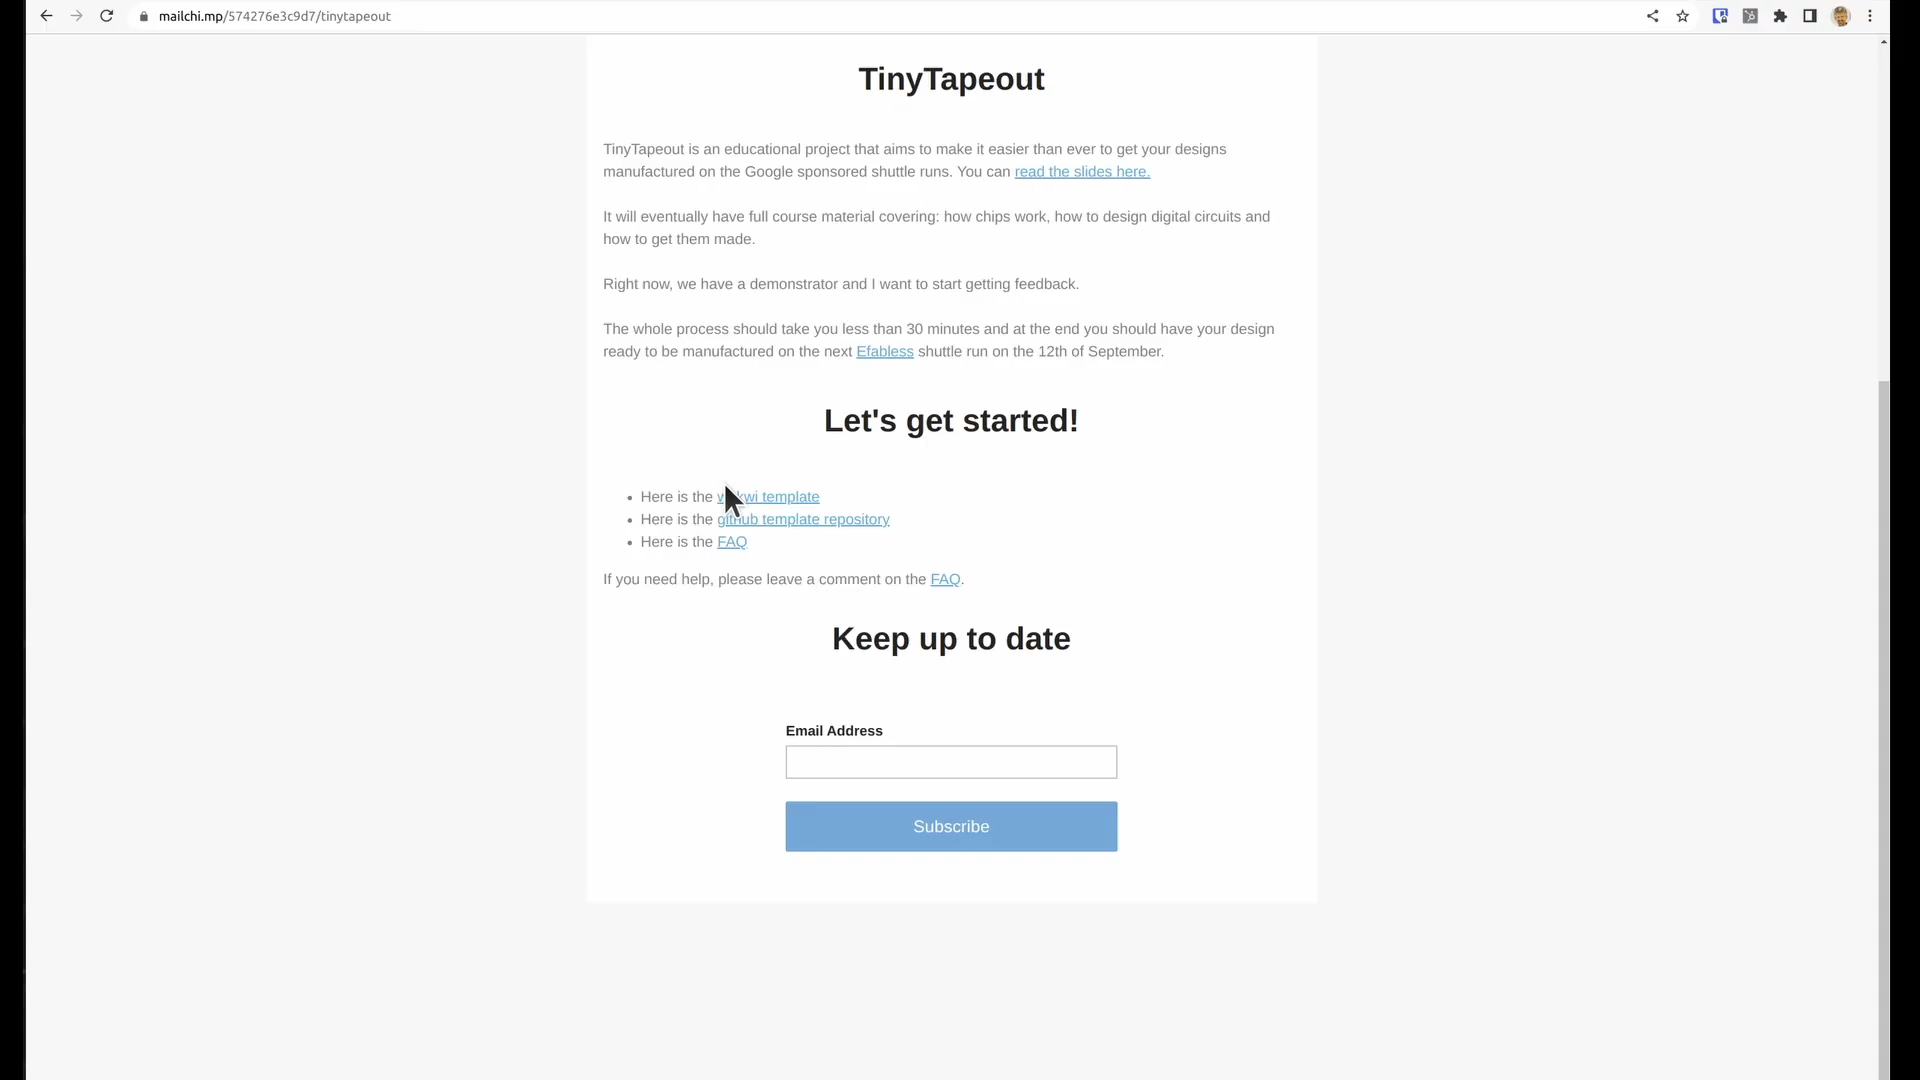 mailchi.mp/574276e3c9d7/tinytapeout
TinyTapeout
TinyTapeout is an educational project that aims to make it easier than ever to get your designs
manufactured on the Google sponsored shuttle runs. You can read the slides here.
It will eventually have full course material covering: how chips work, how to design digital circuits and
how to get them made.
Right now, we have a demonstrator and I want to start getting feedback.
The whole process should take you less than 30 minutes and at the end you should have your design
ready to be manufactured on the next Efabless shuttle run on the 12th of September.
Let's get started!
• Here is the wokwi template
• Here is the github template repository
• Here is the FAQ
If you need help, please leave a comment on the FAQ.
Keep up to date
Email Address
Subscribe